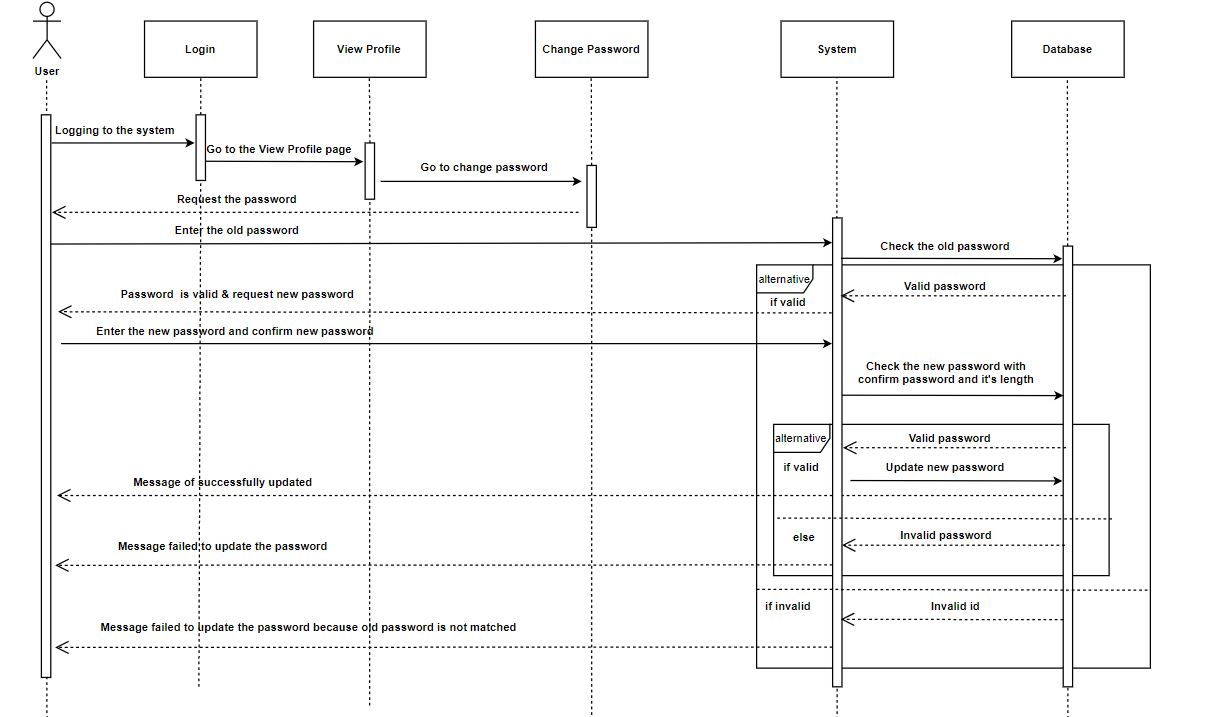 User
Login
View Profile
Change Password
System
Database
Logging to the system
Go to the View Profile page
Go to change password
Request the password
Enter the old password
Check the old password
alternative
Valid password
if valid
Password  is valid & request new password
Enter the new password and confirm new password
Check the new password with
confirm password and it's length
alternative
Valid password
if valid
Update new password
Message of successfully updated
else
Invalid password
Message failed to update the password
if invalid
Invalid id
Message failed to update the password because old password is not matched